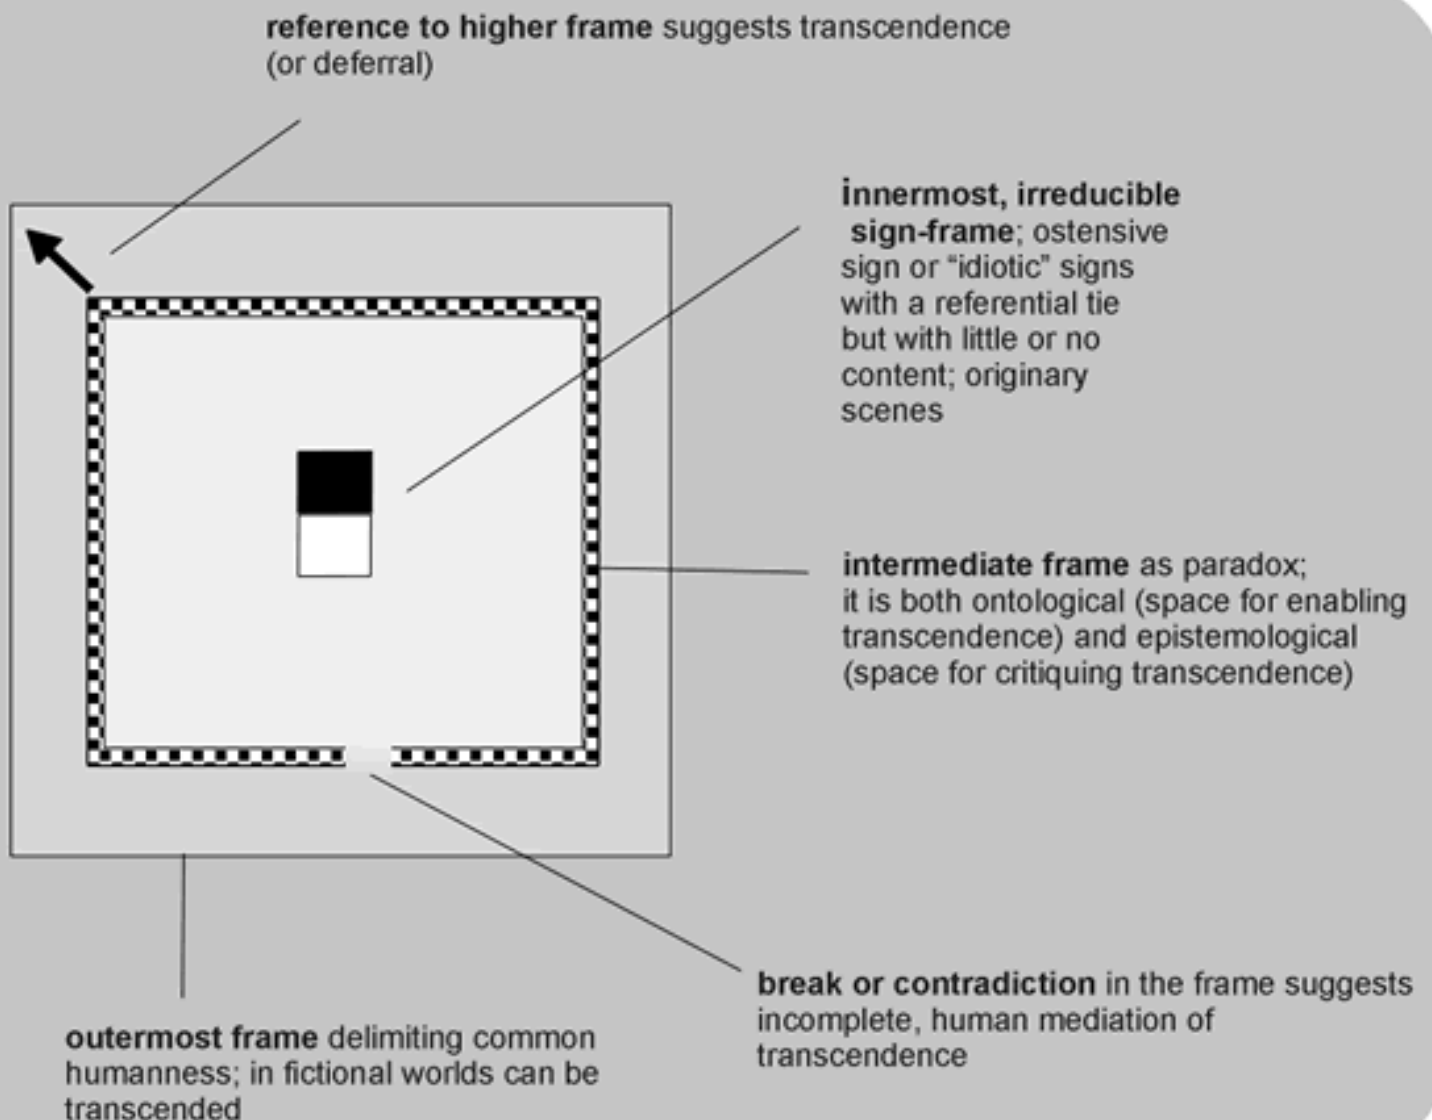 reference to higher frame suggests transcendence
(or deferral)
innermost, irreducible
sign-frame; ostensive
sign or “idiotic” signs
with a referential tie
but with little or no
content; originary
scenes
intermediate frame as paradox;
it is both ontological (space for enabling
transcendence) and epistemological
(space for critiquing transcendence)
break or contradiction in the frame suggests
incomplete, human mediation of
transcendence
outermost frame delimiting common
humanness; in fictional worlds can be
transcended